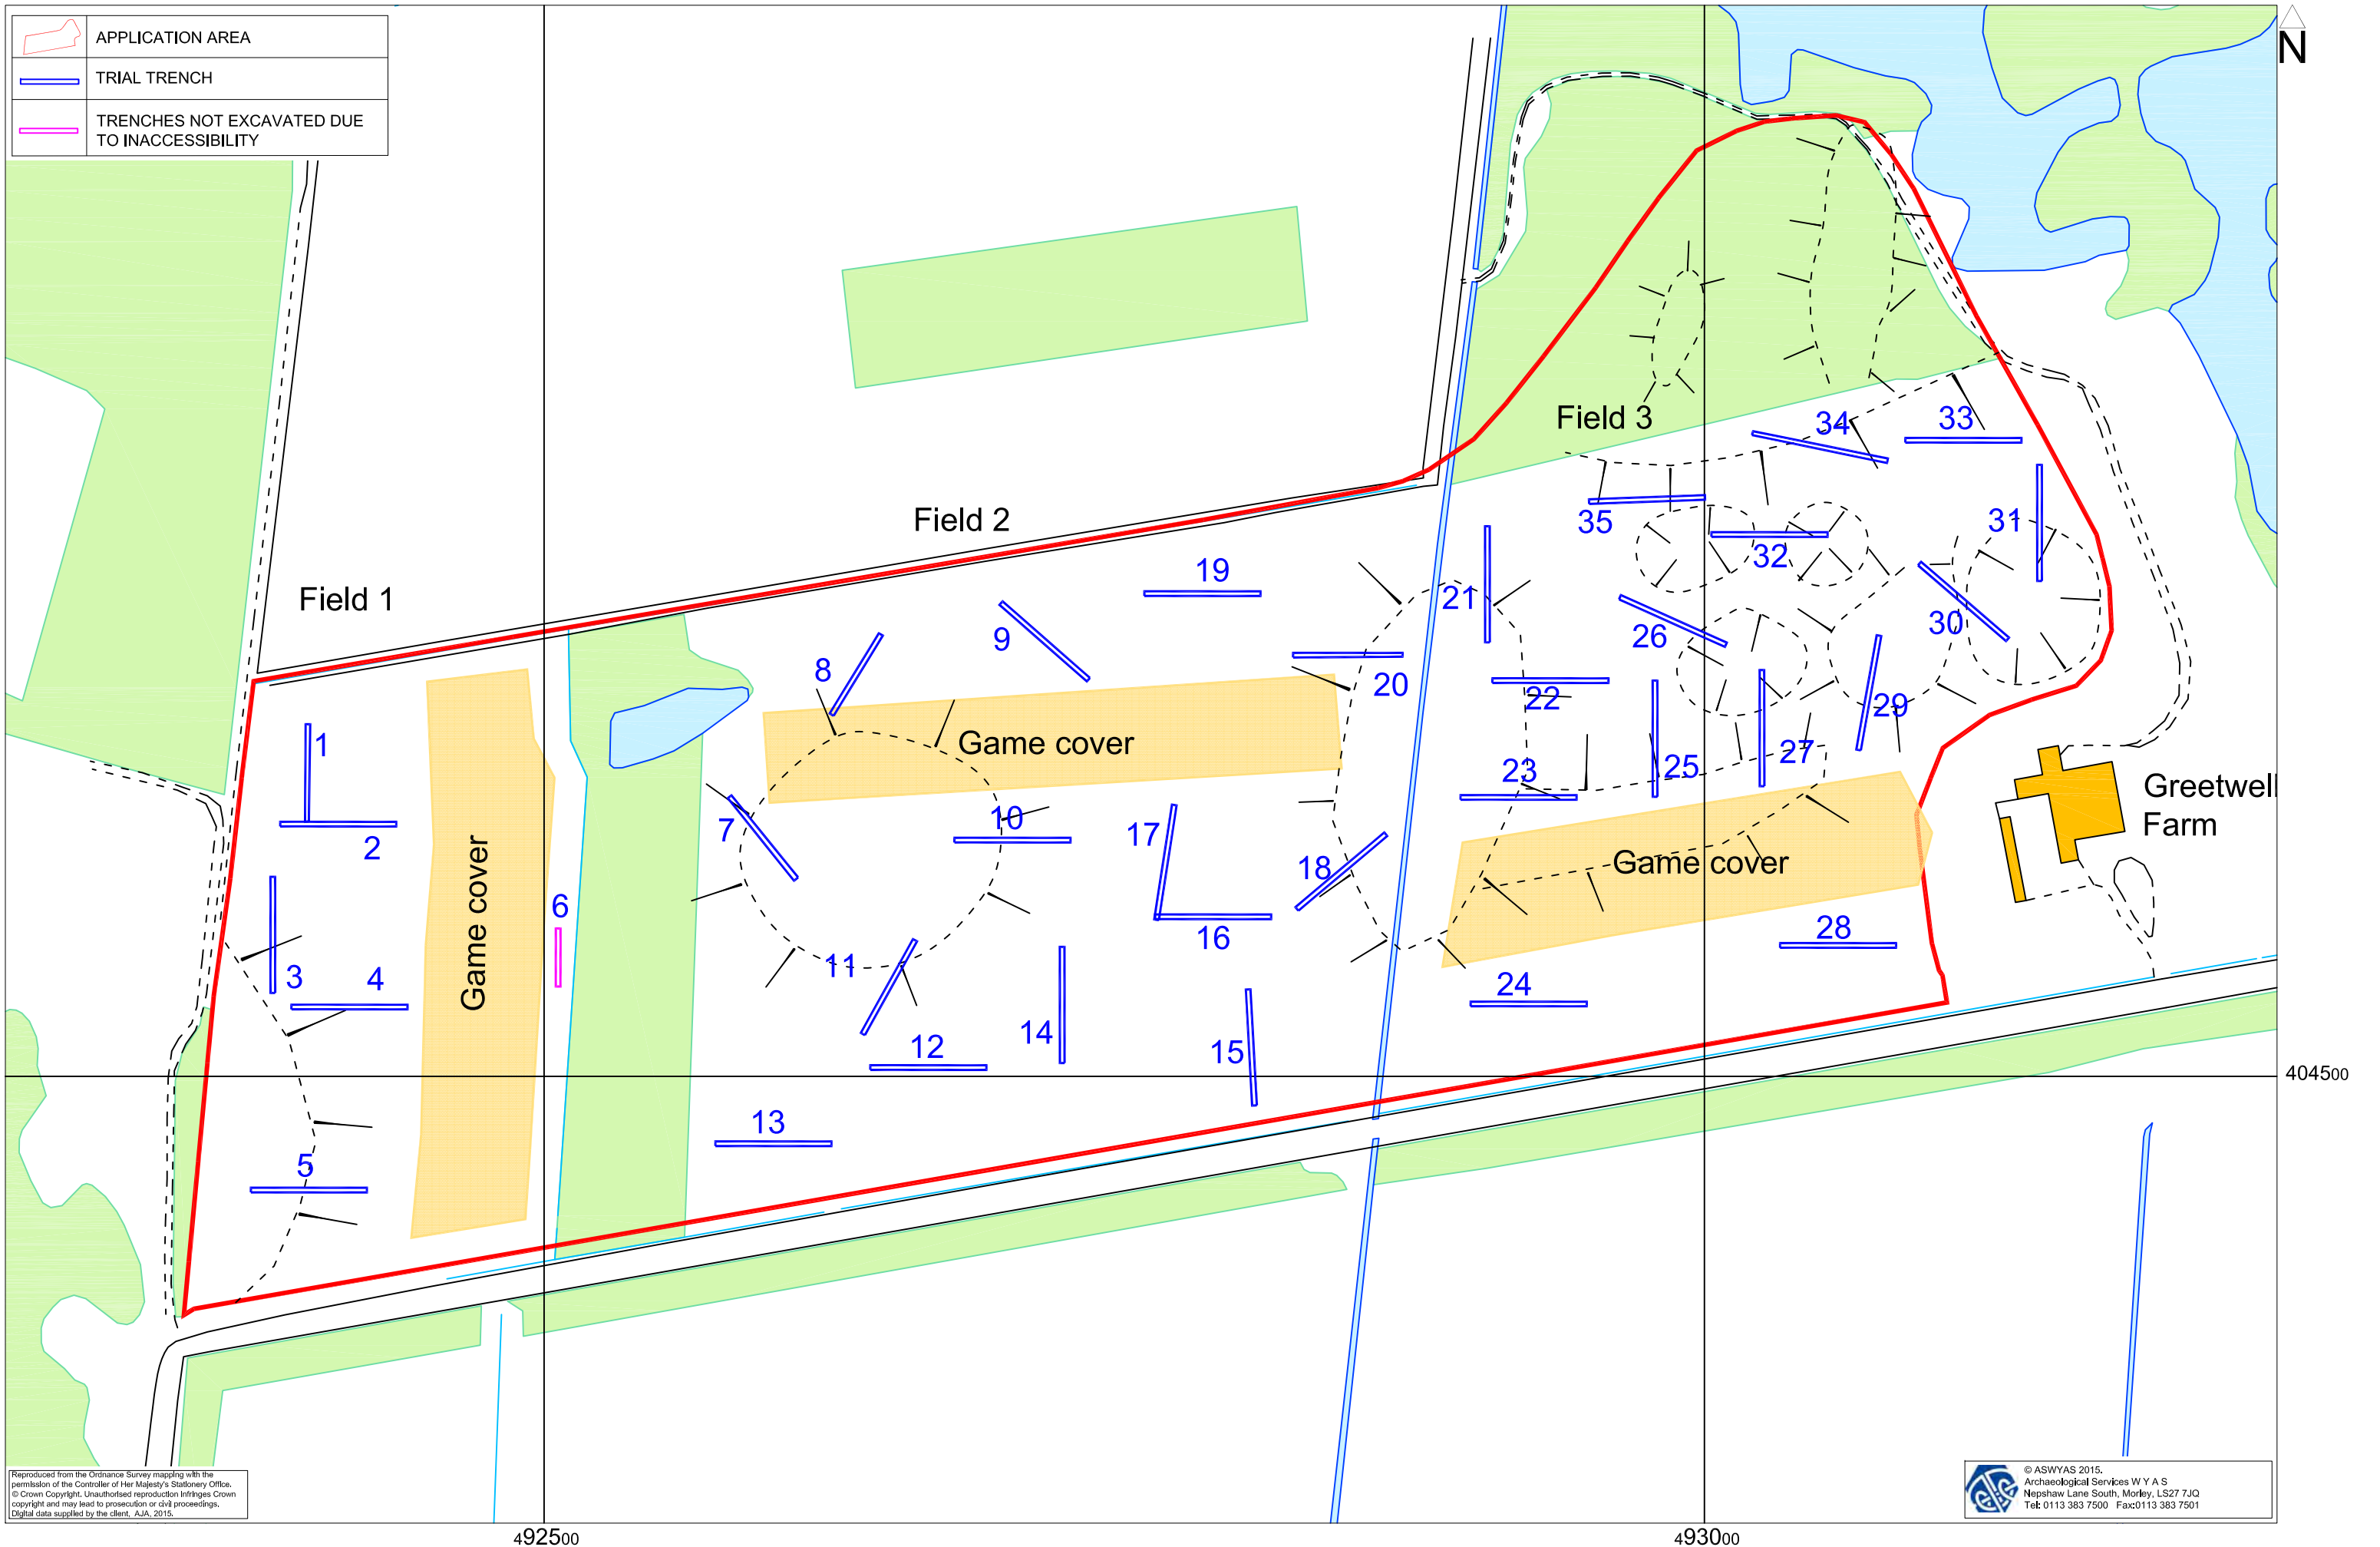 APPLICATION AREA
TRIAL TRENCH
TRENCHES NOT EXCAVATED DUE
TO INACCESSIBILITY
N
Field 3
34
33
35
31
Field 2
32
19
Field 1
21
26
30
9
8
20
22
29
1
Game cover
27
23
25
Greetwell
Farm
7
10
17
2
Game cover
18
Game cover
6
16
28
3
4
11
24
14
12
15
404500
13
5
Reproduced from the Ordnance Survey mapping with the
permission of the Controller of Her Majesty's Stationery Office.
© Crown Copyright. Unauthorised reproduction infringes Crown
copyright and may lead to prosecution or civil proceedings.
Digital data supplied by the client, AJA, 2015.
© ASWYAS 2015.
Archaeological Services W Y A S
Nepshaw Lane South, Morley, LS27 7JQ
Tel: 0113 383 7500 Fax:0113 383 7501
492500
493000